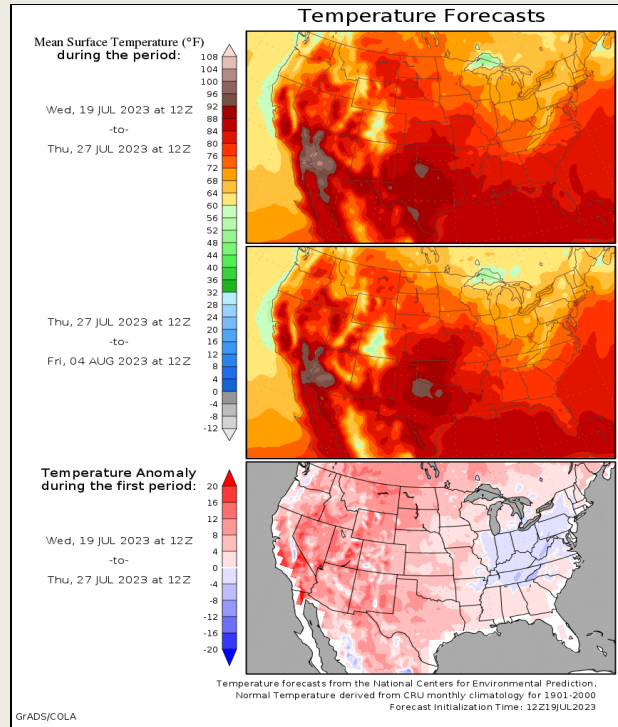 Temperature Forecasts
Mean Surface Temperature (°F)
during the period:
Wed, 19 JUL 2023 at 12Z
-to-
Thu, 27 JUL 2023 at 12Z
108
104
100
96
92
88
84
80
76
72
68
64
60
56
52
48
44
40
36
32
28
24
20
16
12
8
4
0
-4
-8
-12
Thu, 27 JUL 2023 at 12Z
-to-
Fri, 04 AUG 2023 at 12Z
Temperature Anomaly
during the first period:
Wed, 19 JUL 2023 at 12Z
-to-
Thu, 27 JUL 2023 at 12Z
20
16
12
8
4
0
-4
-8
-12
-16
-20
Temperature forecasts from the National Centers for Environmental Prediction.
Normal Temperature derived from CRU monthly climatology for 1901-2000
Forecast Initialization Time: 12Z19JUL2023
GrADS/COLA